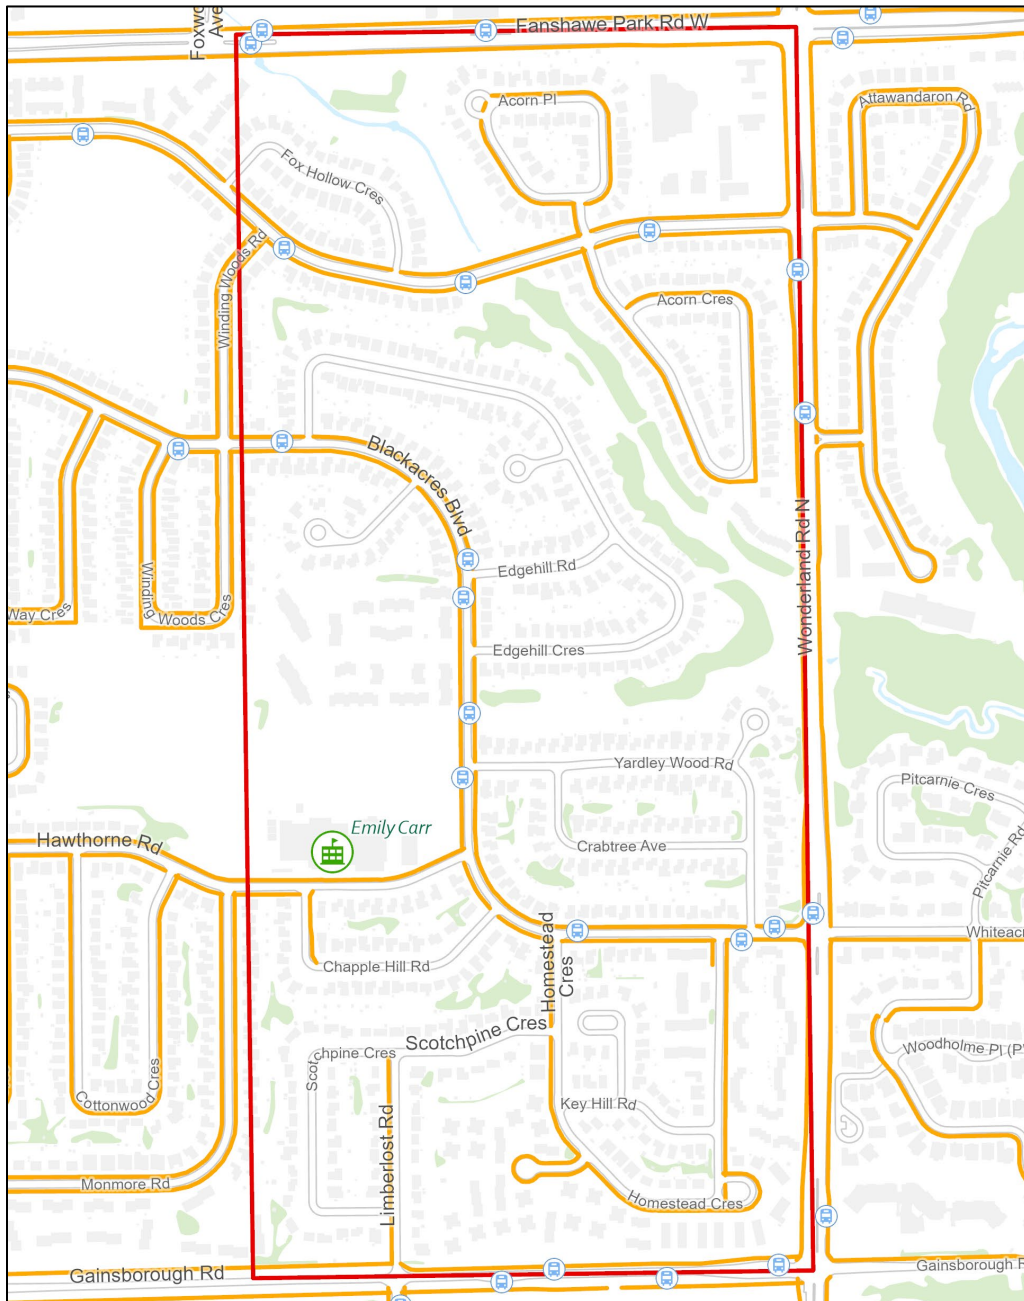 Foxwo
Ave
Fanshawe Park Rd W
Acorn Pl
Attawandaron Rd
Fox Hollow Cres
Winding Woods Rd
Acorn Cres
Blackacres Blvd
Wonderland Rd N
Edgehill Rd
Winding
Woods Cres
Way Cres
Edgehill Cres
Yardley Wood Rd
Pitcarnie Cres
Emily Carr
Hawthorne Rd
Crabtree Ave
Pitcarnie Rd
Homestead
Cres
Whiteacr
Chapple Hill Rd
Scotchpine Cres
Scotchpine Cres
Woodholme Pl (P
Cottonwood Cres
Key Hill Rd
Limberlost Rd
Monmore Rd
Homestead Cres
Gainsborough Rd
Gainsborough R